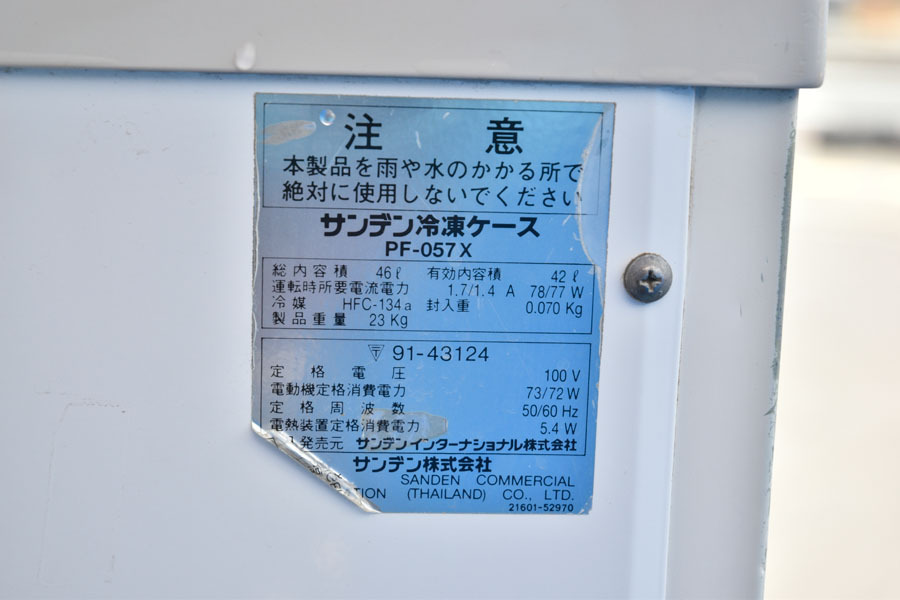 注 意
本製品を雨や水のかかる所で
絶対に使用しないでください
サンデン冷凍ケース
PF-057X
総内容積 46ℓ 有効内容積 42ℓ
運転時所要電流電力 1.7/1.4 A 78/77 W
冷媒 HFC-134a 封入重 0.070 Kg
製品重量 23 Kg
〒 91-43124
定格電圧 100 V
電動機定格消費電力 73/72 W
定格周波数 50/60 Hz
電熱装置定格消費電力 5.4 W
発売元 サンデンインターナショナル株式会社
サンデン株式会社
SANDEN COMMERCIAL
(THAILAND) CO., LTD.
21601-52970